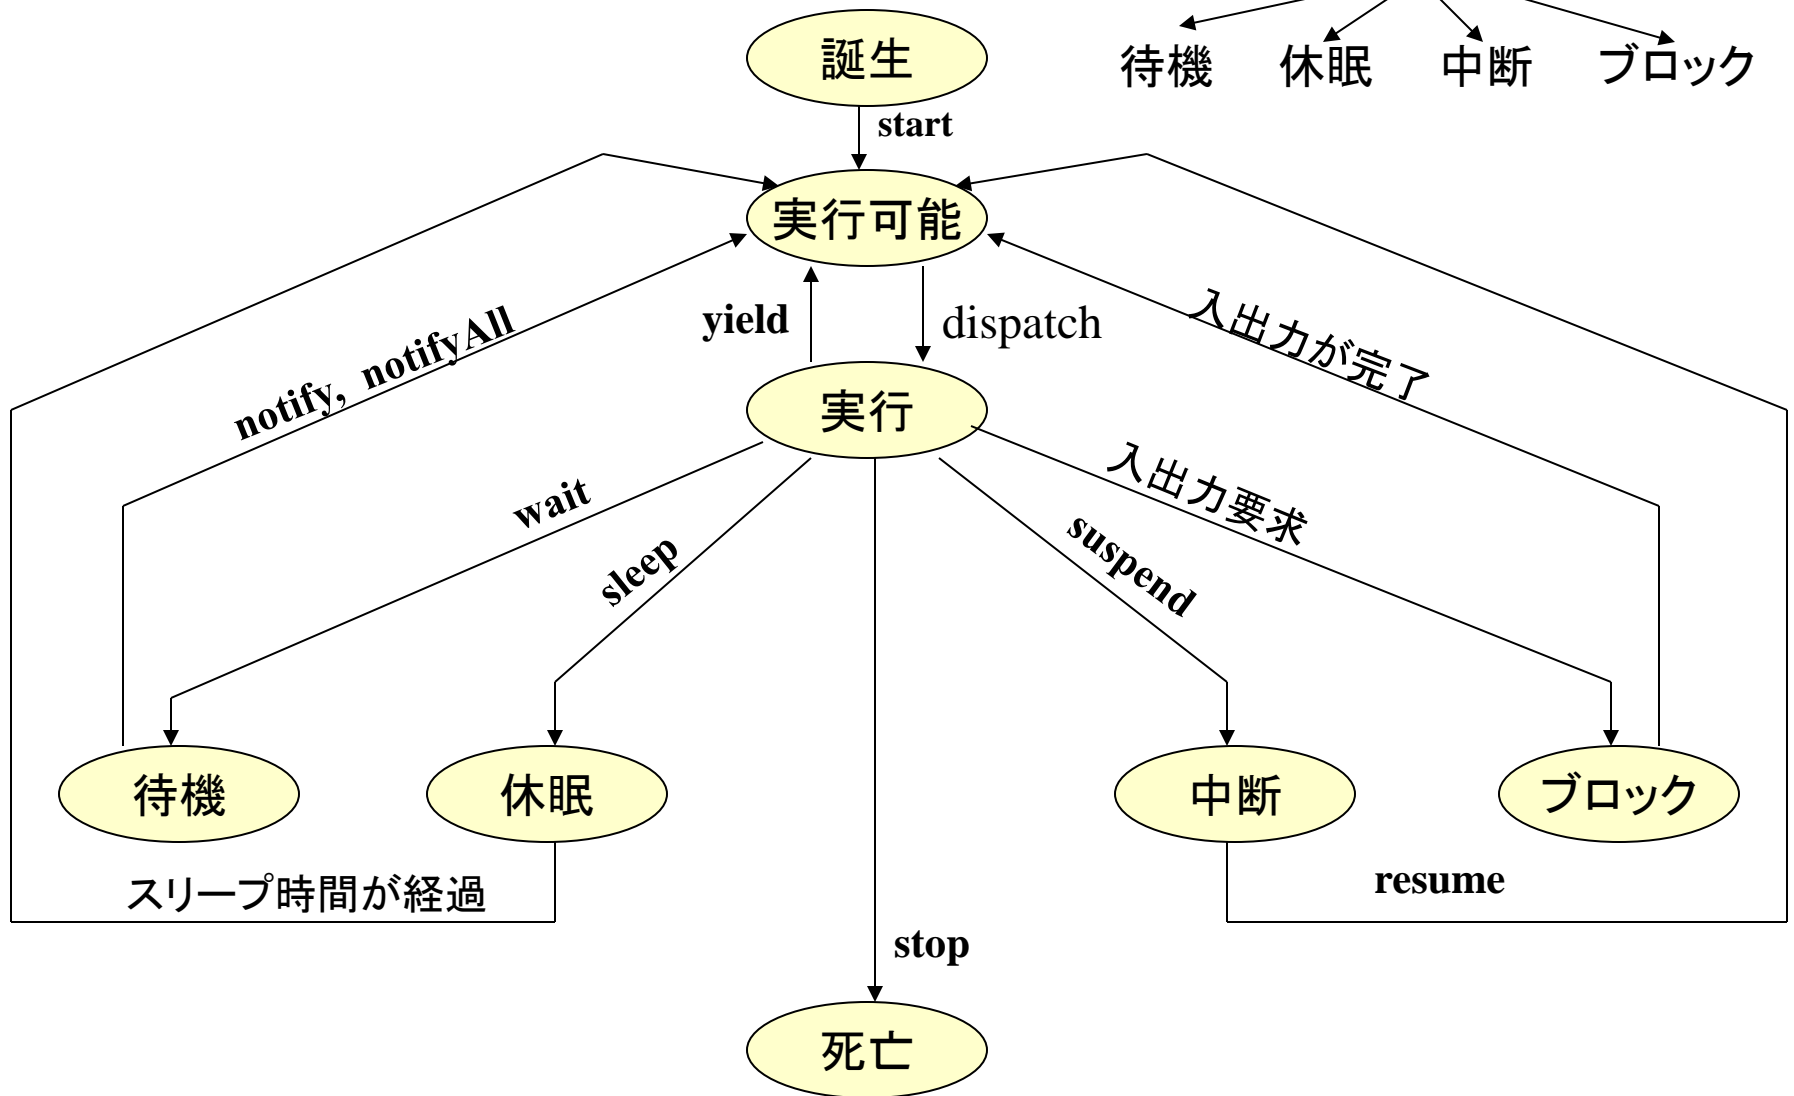 誕生
待機 休眠 中断 ブロック
start
実行可能
yield
dispatch
notify, notifyAll
入出力が完了
実行
wait
sleep
suspend
入出力要求
待機
休眠
中断
ブロック
スリープ時間が経過
resume
stop
死亡